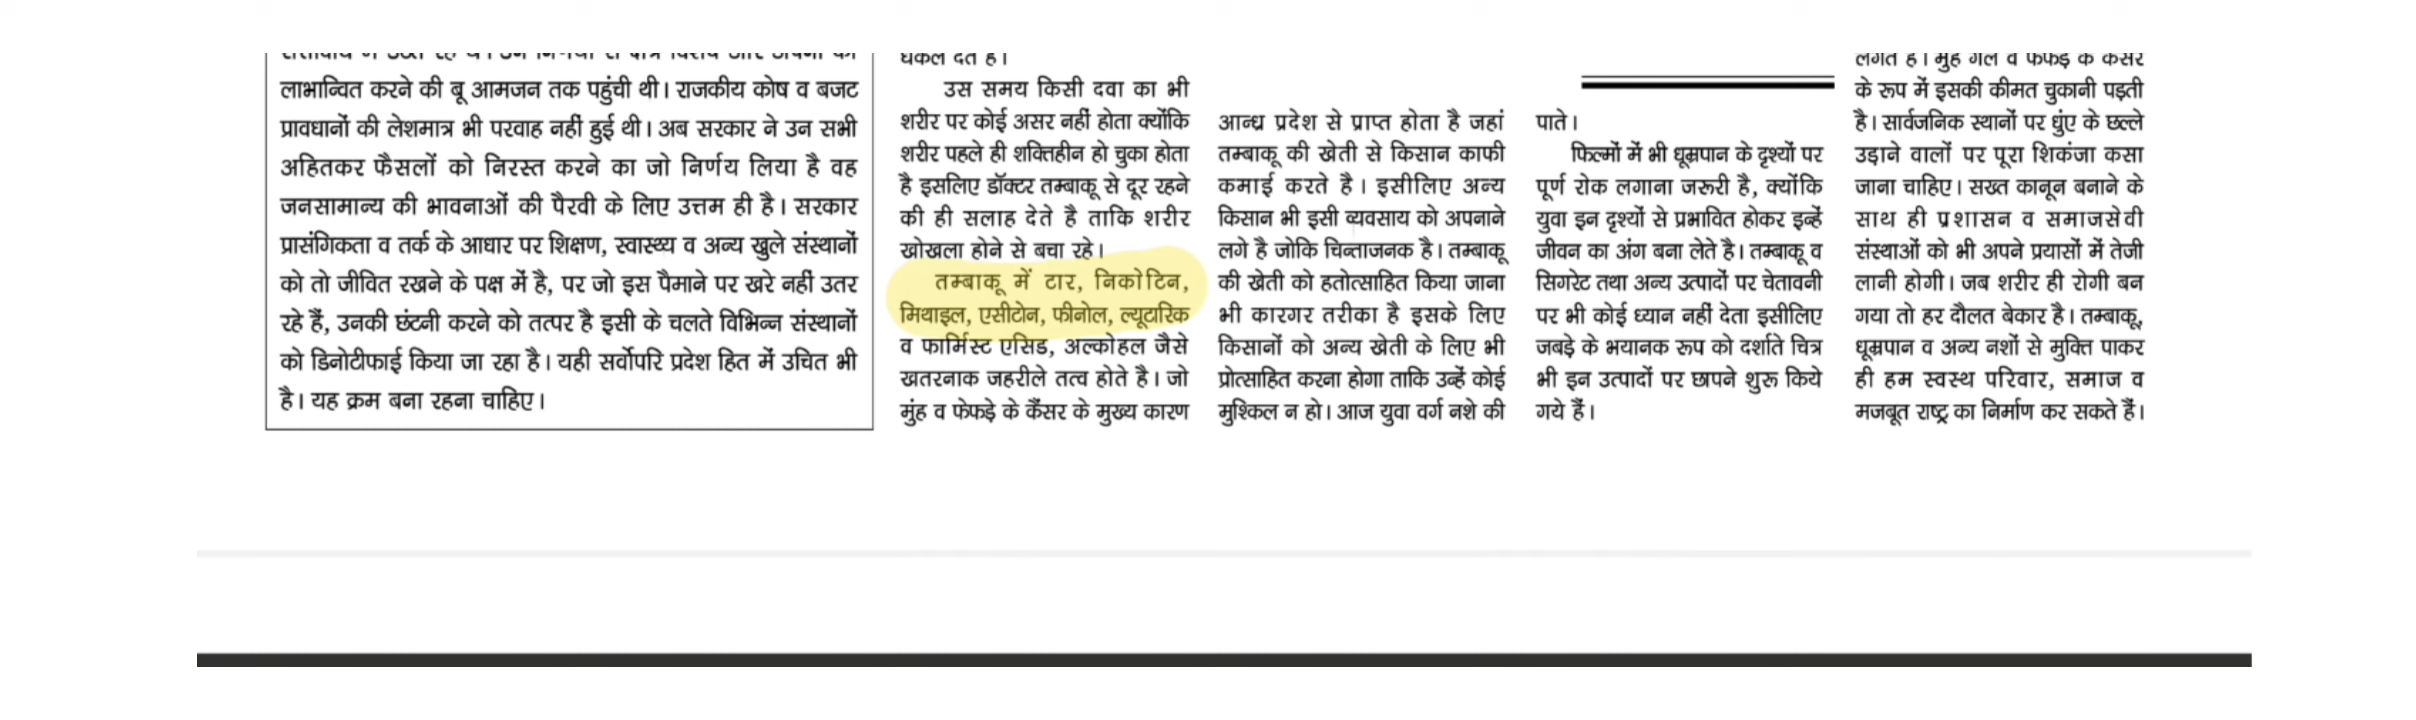 लाभान्वित करने की बू आमजन तक पहुंची थी। राजकीय कोष व बजट
प्रावधानों की लेशमात्र भी परवाह नहीं हुई थी। अब सरकार ने उन सभी
अहितकर फैसलों को निरस्त करने का जो निर्णय लिया है वह
जनसामान्य की भावनाओं की पैरवी के लिए उत्तम ही है। सरकार
प्रासंगिकता व तर्क के आधार पर शिक्षण, स्वास्थ्य व अन्य खुले संस्थानों
को तो जीवित रखने के पक्ष में है, पर जो इस पैमाने पर खरे नहीं उतर
रहे हैं, उनकी छंटनी करने को तत्पर है इसी के चलते विभिन्न संस्थानों
को डिनोटीफाई किया जा रहा है। यही सर्वोपरि प्रदेश हित में उचित भी
है। यह क्रम बना रहना चाहिए।
धकेल देते है।
उस समय किसी दवा का भी
शरीर पर कोई असर नहीं होता क्योंकि
शरीर पहले ही शक्तिहीन हो चुका होता
है इसलिए डॉक्टर तम्बाकू से दूर रहने
की ही सलाह देते है ताकि शरीर
खोखला होने से बचा रहे।
तम्बाकू में टार, निकोटिन,
मिथाइल, एसीटोन, फीनोल, ल्यूटारिक
व फार्मिस्ट एसिड, अल्कोहल जैसे
खतरनाक जहरीले तत्व होते है। जो
मुंह व फेफड़े के कैंसर के मुख्य कारण
आन्ध्र प्रदेश से प्राप्त होता है जहां
तम्बाकू की खेती से किसान काफी
कमाई करते है। इसीलिए अन्य
किसान भी इसी व्यवसाय को अपनाने
लगे है जोकि चिन्ताजनक है। तम्बाकू
की खेती को हतोत्साहित किया जाना
भी कारगर तरीका है इसके लिए
किसानों को अन्य खेती के लिए भी
प्रोत्साहित करना होगा ताकि उन्हें कोई
मुश्किल न हो। आज युवा वर्ग नशे की
पाते।
फिल्मों में भी धूम्रपान के दृश्यों पर
पूर्ण रोक लगाना जरूरी है, क्योंकि
युवा इन दृश्यों से प्रभावित होकर इन्हें
जीवन का अंग बना लेते है। तम्बाकू व
सिगरेट तथा अन्य उत्पादों पर चेतावनी
पर भी कोई ध्यान नहीं देता इसीलिए
जबड़े के भयानक रूप को दर्शाते चित्र
भी इन उत्पादों पर छापने शुरू किये
गये हैं।
लगते है। मुंह गले व फेफड़े के कैंसर
के रूप में इसकी कीमत चुकानी पड़ती
है। सार्वजनिक स्थानों पर धुंए के छल्ले
उड़ाने वालों पर पूरा शिकंजा कसा
जाना चाहिए। सख्त कानून बनाने के
साथ ही प्रशासन व समाजसेवी
संस्थाओं को भी अपने प्रयासों में तेजी
लानी होगी। जब शरीर ही रोगी बन
गया तो हर दौलत बेकार है। तम्बाकू,
धूम्रपान व अन्य नशों से मुक्ति पाकर
ही हम स्वस्थ परिवार, समाज व
मजबूत राष्ट्र का निर्माण कर सकते हैं।